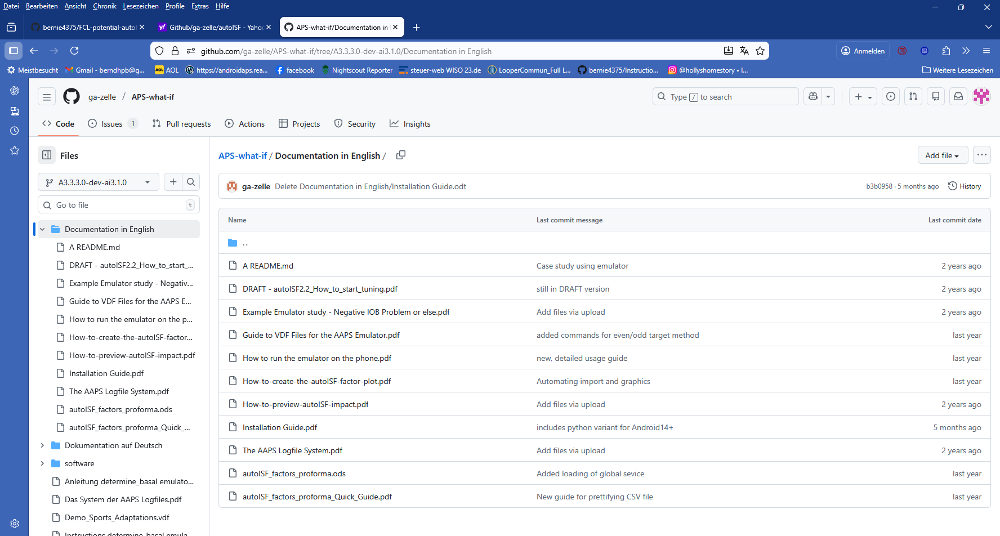 Datei Bearbeiten Ansicht Chronik Lesezeichen Profile Extras Hilfe
bernie4375/FCL-potential-autoI
Github/ga-zelle/autoISF - Yahoo
APS-what-if/Documentation in
github.com/ga-zelle/APS-what-if/tree/A3.3.3.0-dev-ai3.1.0/Documentation in English
Anmelden
Meistbesucht Gmail - berndhpb@g... AOL https://androidaps.rea... facebook Nightscout Reporter steuer-web WISO 23.de LooperCommun_Full L... bernie4375/Instructio... @hollyshomestory • I... Weitere Lesezeichen
ga-zelle / APS-what-if
Type / to search
Code Issues 1 Pull requests Actions Projects Security Insights
Files
A3.3.3.0-dev-ai3.1.0
Go to file t
Documentation in English
A README.md
DRAFT - autoISF2.2_How_to_start_...
Example Emulator study - Negativ...
Guide to VDF Files for the AAPS E...
How to run the emulator on the p...
How-to-create-the-autoISF-factor...
How-to-preview-autoISF-impact.pdf
Installation Guide.pdf
The AAPS Logfile System.pdf
autoISF_factors_proforma.ods
autoISF_factors_proforma_Quick_...
Dokumentation auf Deutsch
software
Anleitung determine_basal emulato...
Das System der AAPS Logfiles.pdf
Demo_Sports_Adaptations.vdf
Instructions determine_basal emula...
APS-what-if / Documentation in English /
Add file
ga-zelle Delete Documentation in English/Installation Guide.odt b3b0958 · 5 months ago History
Name Last commit message Last commit date
..
A README.md Case study using emulator 2 years ago
DRAFT - autoISF2.2_How_to_start_tuning.pdf still in DRAFT version 2 years ago
Example Emulator study - Negative IOB Problem or else.pdf Add files via upload 2 years ago
Guide to VDF Files for the AAPS Emulator.pdf added commands for even/odd target method last year
How to run the emulator on the phone.pdf new, detailed usage guide last year
How-to-create-the-autoISF-factor-plot.pdf Automating import and graphics last year
How-to-preview-autoISF-impact.pdf Add files via upload 2 years ago
Installation Guide.pdf includes python variant for Android14+ 5 months ago
The AAPS Logfile System.pdf Add files via upload 2 years ago
autoISF_factors_proforma.ods Added loading of global sevice last year
autoISF_factors_proforma_Quick_Guide.pdf New guide for prettifying CSV file last year